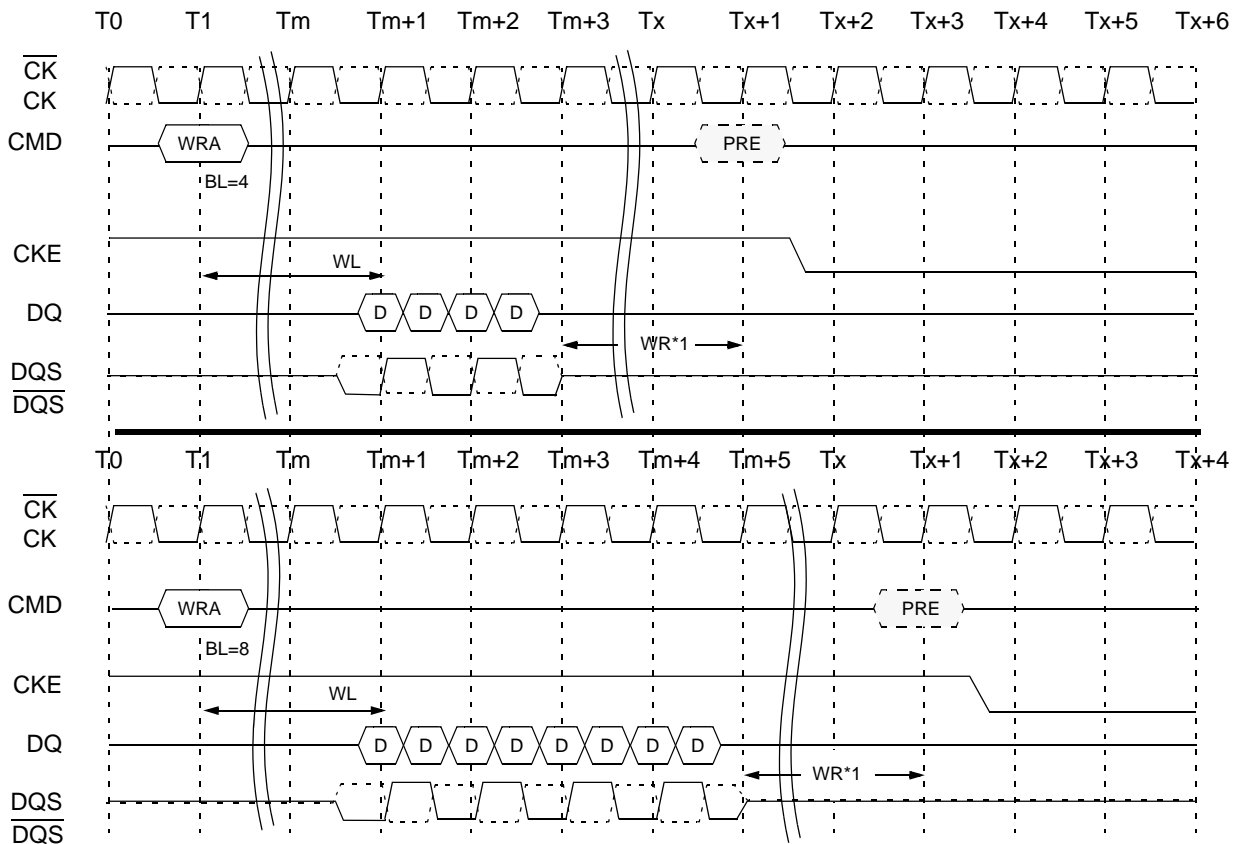 T0 T1 Tm Tm+1 Tm+2 Tm+3 Tx Tx+1 Tx+2 Tx+3 Tx+4 Tx+5 Tx+6
CK
CK
CMD WRA PRE
BL=4
CKE
WL
DQ D D D D
WR*1
DQS
DQS
T0 T1 Tm Tm+1 Tm+2 Tm+3 Tm+4 Tm+5 Tx Tx+1 Tx+2 Tx+3 Tx+4
CK
CK
CMD WRA PRE
BL=8
CKE
WL
DQ D D D D D D D D
WR*1
DQS
DQS